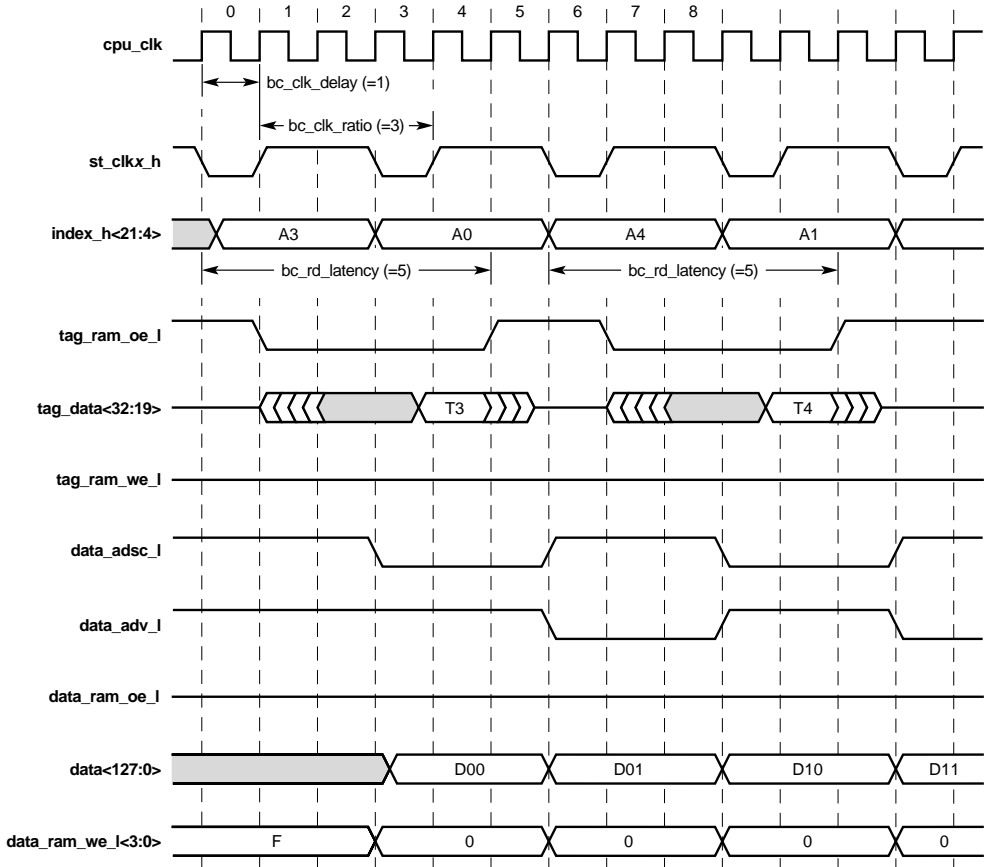 0 1 2 3 4 5 6 7 8
cpu_clk
bc_clk_delay (=1)
bc_clk_ratio (=3)
st_clkx_h
index_h<21:4> A3 A0 A4 A1
bc_rd_latency (=5) bc_rd_latency (=5)
tag_ram_oe_l
tag_data<32:19> T3 T4
tag_ram_we_l
data_adsc_l
data_adv_l
data_ram_oe_l
data<127:0> D00 D01 D10 D11
data_ram_we_l<3:0> F 0 0 0 0